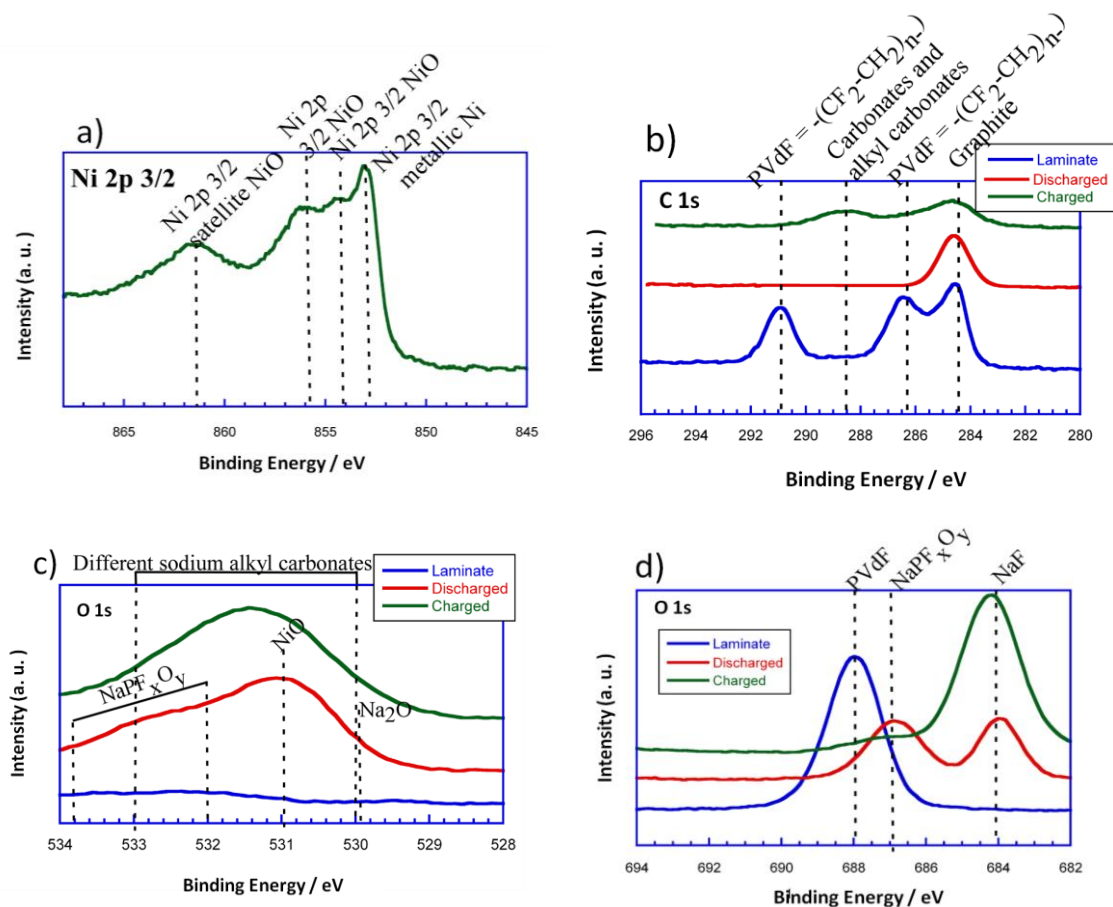 a)
Ni 2p 3/2
Ni 2p 3/2
satellite NiO
Ni 2p
3/2 NiO
Ni 2p 3/2 NiO
Ni 2p 3/2
metallic Ni
Intensity (a. u. )
865
860
855
850
845
Binding Energy / eV
b)
C 1s
PVdF = -(CF2-CH2)n-)
Carbonates and
alkyl carbonates
PVdF = -(CF2-CH2)n-)
Graphite
Laminate
Discharged
Charged
Intensity (a. u. )
296
294
292
290
288
286
284
282
280
Binding Energy / eV
c)
Different sodium alkyl carbonates
Laminate
Discharged
Charged
O 1s
NaPFxOy
NiO
Na2O
Intensity (a. u. )
534
533
532
531
530
529
528
Binding Energy / eV
d)
PVdF
NaPFxOy
NaF
O 1s
Laminate
Discharged
Charged
Intensity (a. u. )
694
692
690
688
686
684
682
Binding Energy / eV